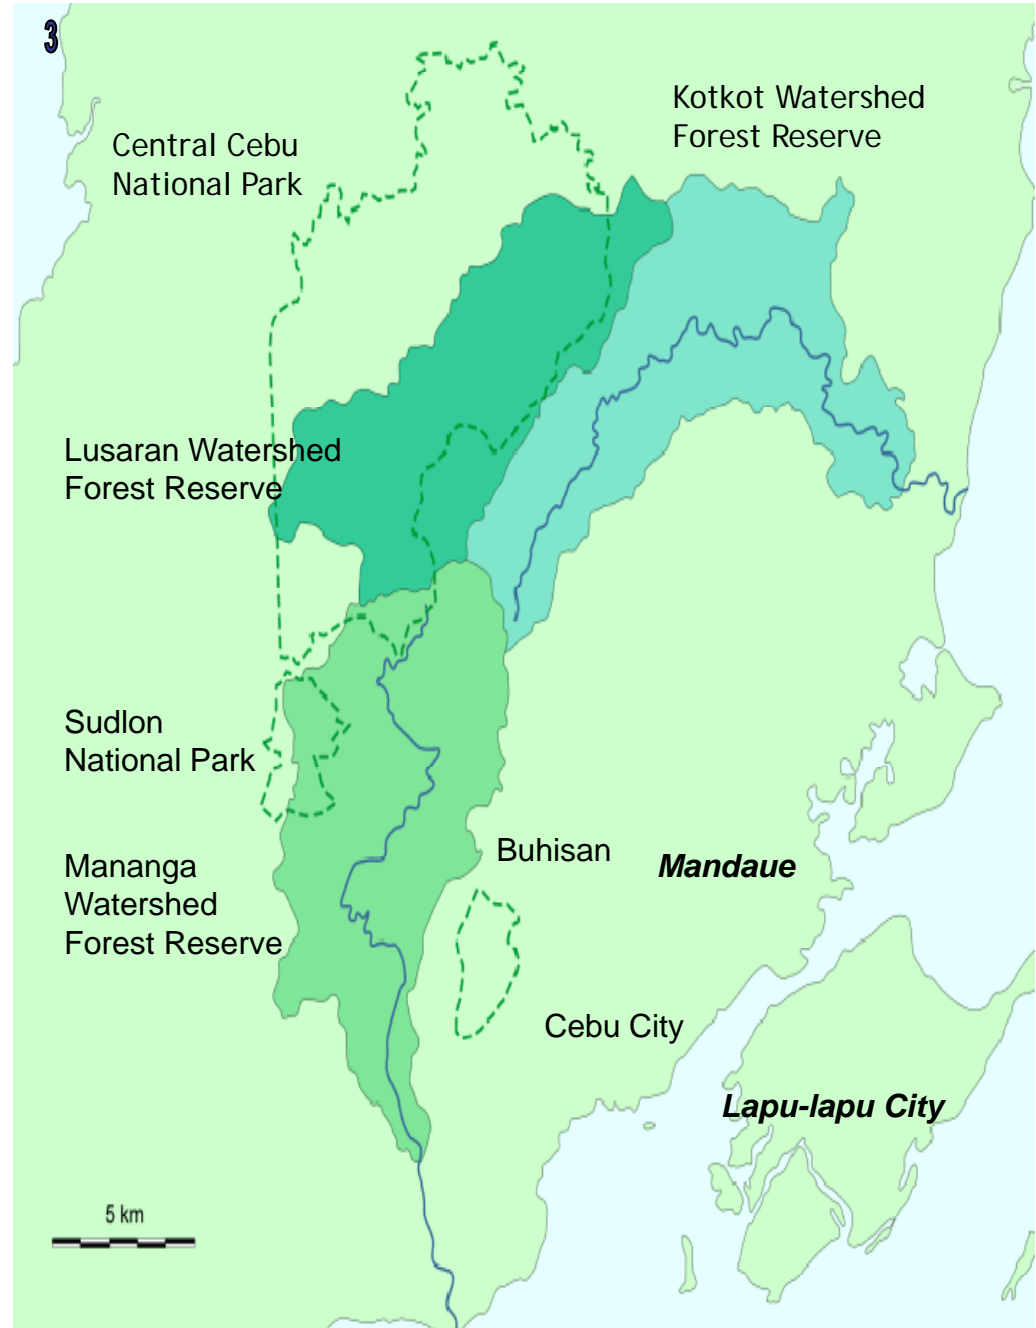 3
Kotkot Watershed
Forest Reserve
Central Cebu
National Park
Lusaran Watershed
Forest Reserve
Sudlon
National Park
Buhisan
Mandaue
Mananga
Watershed
Forest Reserve
Cebu City
Lapu-lapu City
5 km